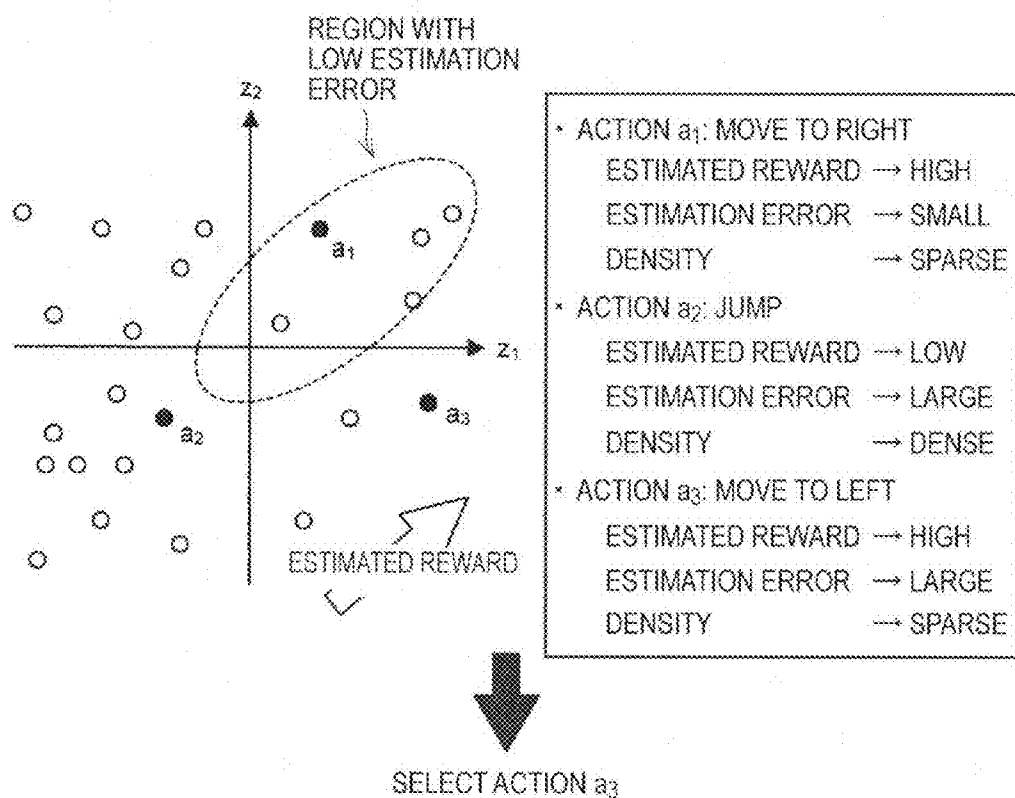 REGION WITH
LOW ESTIMATION
ERROR
z₂
z₁
a₁
a₂
a₃
ESTIMATED REWARD
• ACTION a₁: MOVE TO RIGHT
ESTIMATED REWARD → HIGH
ESTIMATION ERROR → SMALL
DENSITY → SPARSE
• ACTION a₂: JUMP
ESTIMATED REWARD → LOW
ESTIMATION ERROR → LARGE
DENSITY → DENSE
• ACTION a₃: MOVE TO LEFT
ESTIMATED REWARD → HIGH
ESTIMATION ERROR → LARGE
DENSITY → SPARSE
SELECT ACTION a₃